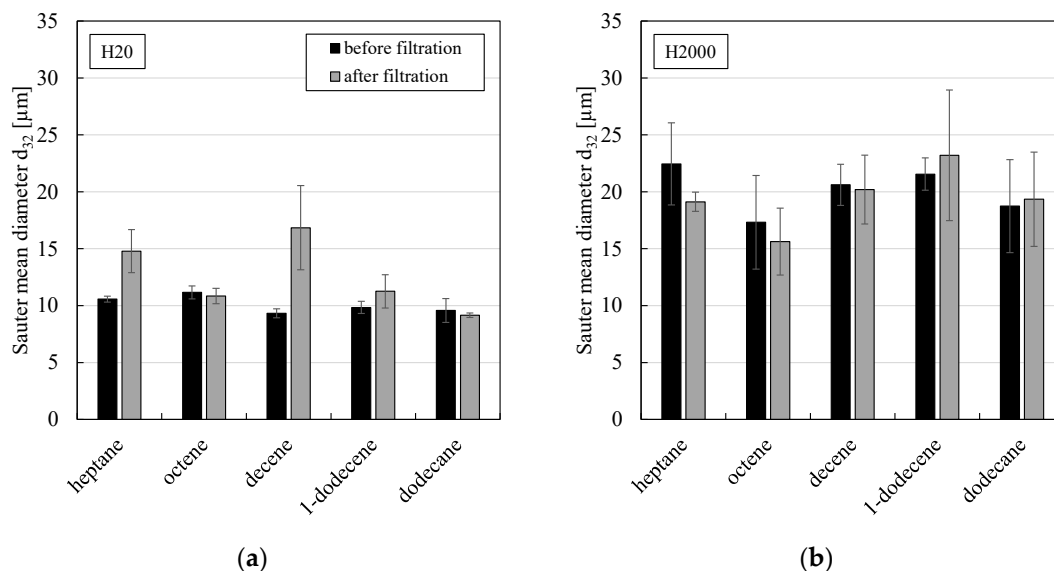 H20
before filtration
after filtration
Sauter mean diameter d32 [µm]
35
30
25
20
15
10
5
0
heptane
octene
decene
1-dodecene
dodecane
(a)
H2000
Sauter mean diameter d32 [µm]
35
30
25
20
15
10
5
0
heptane
octene
decene
1-dodecene
dodecane
(b)